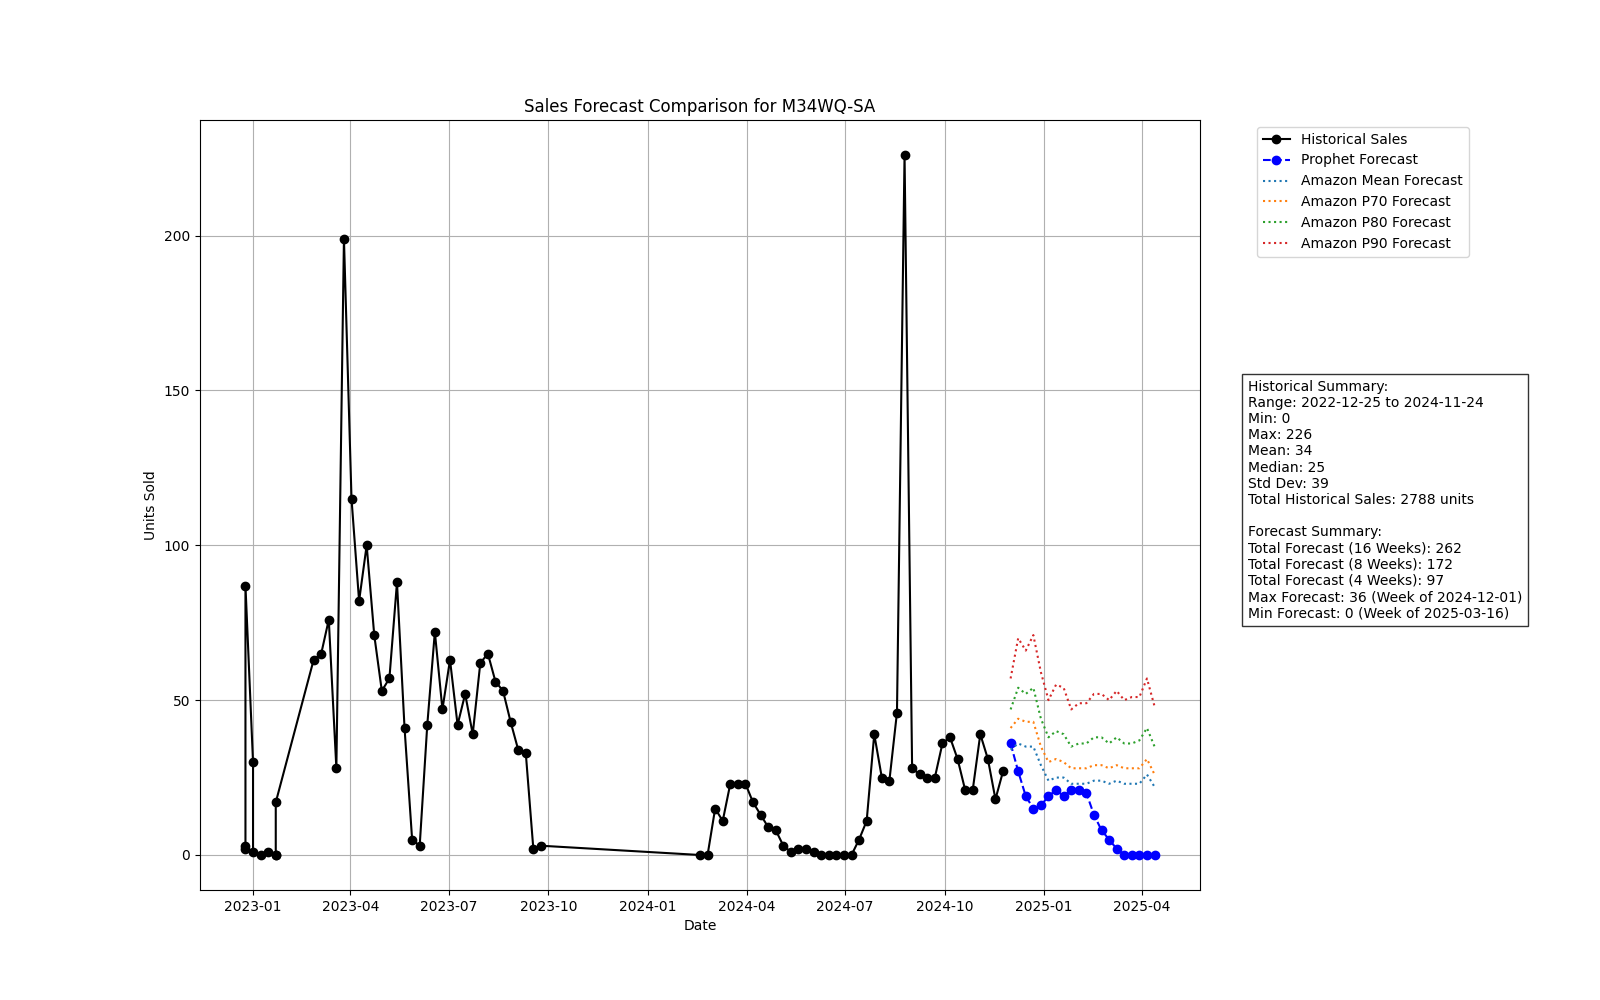 Sales Forecast Comparison for M34WQ-SA
Units Sold
200
150
100
50
0
2023-01
2023-04
2023-07
2023-10
2024-01
2024-04
2024-07
2024-10
2025-01
2025-04
Date
Historical Sales
Prophet Forecast
Amazon Mean Forecast
Amazon P70 Forecast
Amazon P80 Forecast
Amazon P90 Forecast
Historical Summary:
Range: 2022-12-25 to 2024-11-24
Min: 0
Max: 226
Mean: 34
Median: 25
Std Dev: 39
Total Historical Sales: 2788 units
Forecast Summary:
Total Forecast (16 Weeks): 262
Total Forecast (8 Weeks): 172
Total Forecast (4 Weeks): 97
Max Forecast: 36 (Week of 2024-12-01)
Min Forecast: 0 (Week of 2025-03-16)